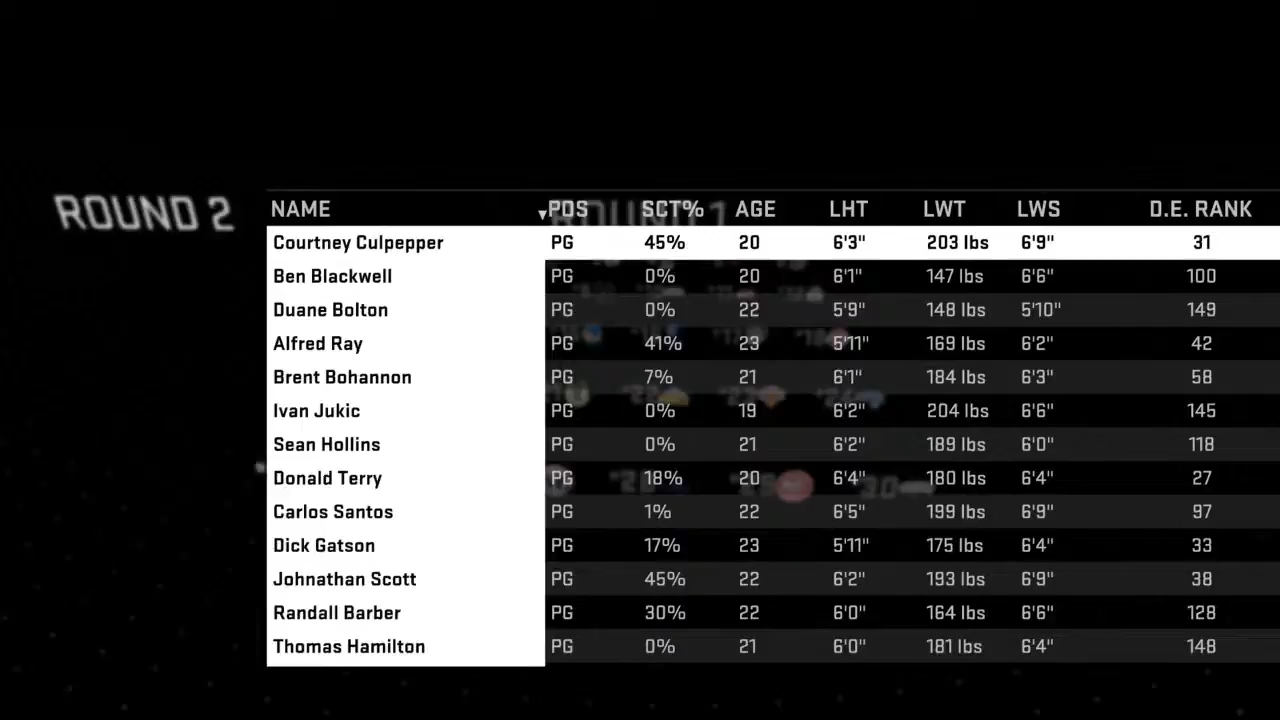 ROUND 2
NAME ▼POS SCT% AGE LHT LWT LWS D.E. RANK
ROUND 1
Courtney Culpepper PG 45% 20 6'3" 203 lbs 6'9" 31
Ben Blackwell PG 0% 20 6'1" 147 lbs 6'6" 100
Duane Bolton PG 0% 22 5'9" 148 lbs 5'10" 149
Alfred Ray PG 41% 23 5'11" 169 lbs 6'2" 42
Brent Bohannon PG 7% 21 6'1" 184 lbs 6'3" 58
Ivan Jukic PG 0% 19 6'2" 204 lbs 6'6" 145
Sean Hollins PG 0% 21 6'2" 189 lbs 6'0" 118
Donald Terry PG 18% 20 6'4" 180 lbs 6'4" 27
Carlos Santos PG 1% 22 6'5" 199 lbs 6'9" 97
Dick Gatson PG 17% 23 5'11" 175 lbs 6'4" 33
Johnathan Scott PG 45% 22 6'2" 193 lbs 6'9" 38
Randall Barber PG 30% 22 6'0" 164 lbs 6'6" 128
Thomas Hamilton PG 0% 21 6'0" 181 lbs 6'4" 148